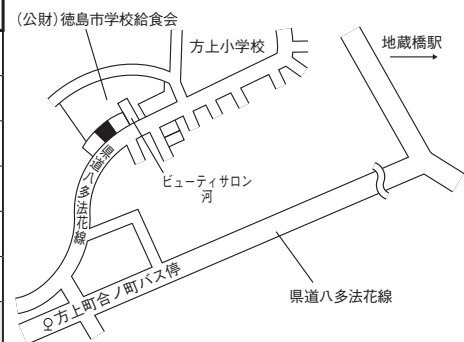 (公財)徳島市学校給食会
方上小学校
地蔵橋駅
県道八多法花線
ビューティサロン
河
県道八多法花線
方上町合ノ町バス停